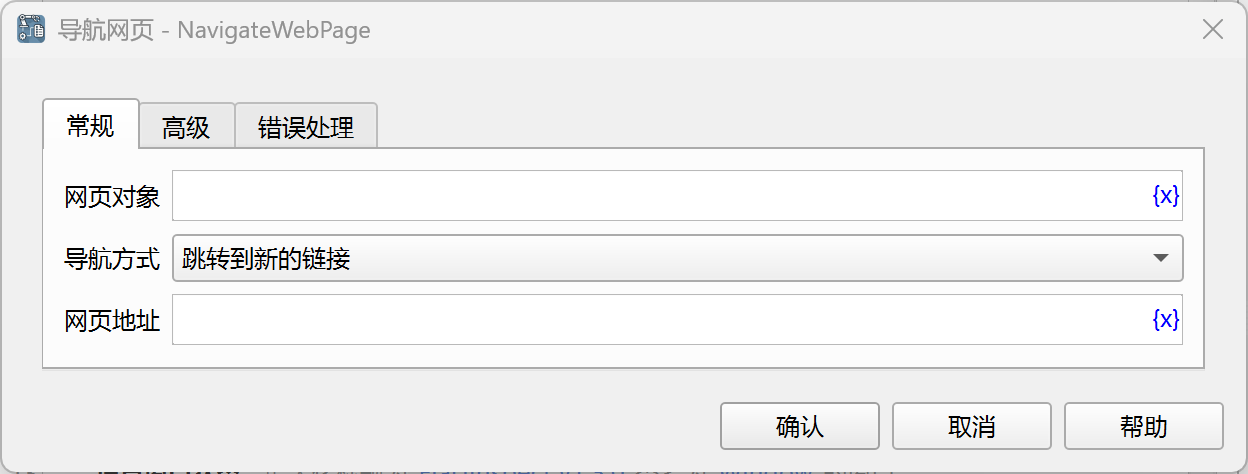 导航网页 - NavigateWebPage
常规 高级 错误处理
网页对象 {x}
导航方式 跳转到新的链接
网页地址 {x}
确认 取消 帮助